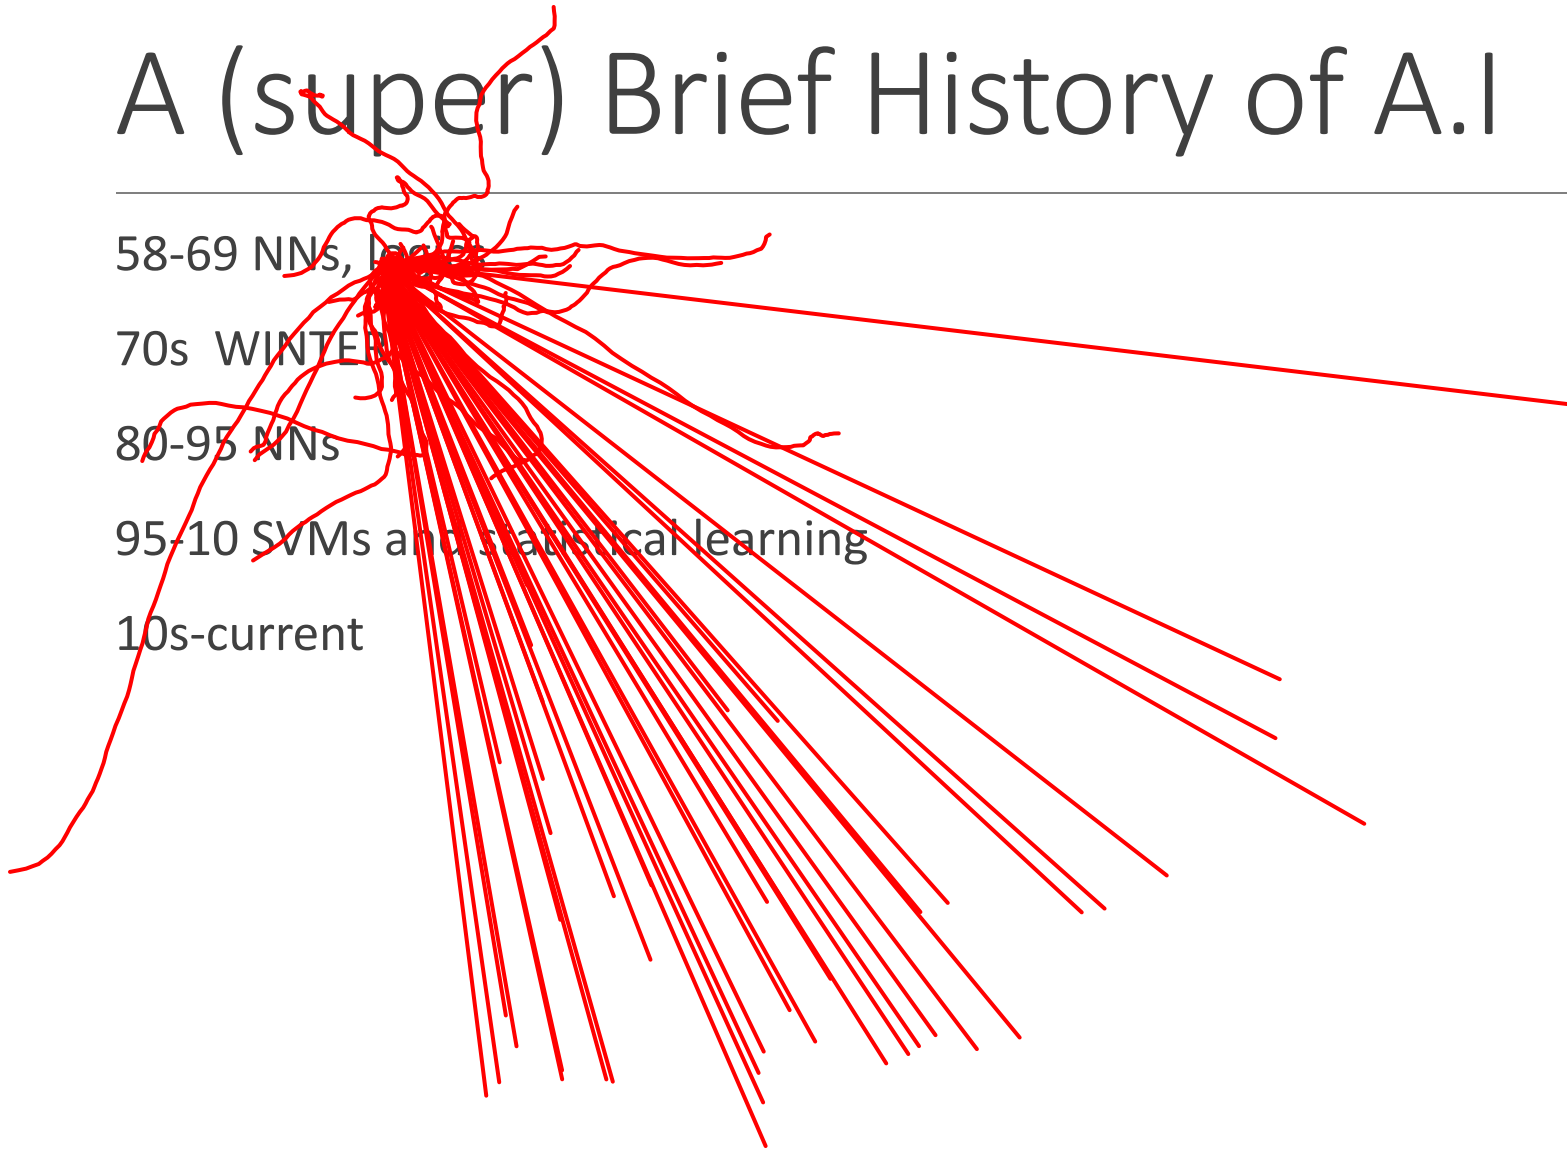 A (super) Brief History of A.I
58-69 NNs, logics
70s WINTER
80-95 NNs
95-10 SVMs and statistical learning
10s-current